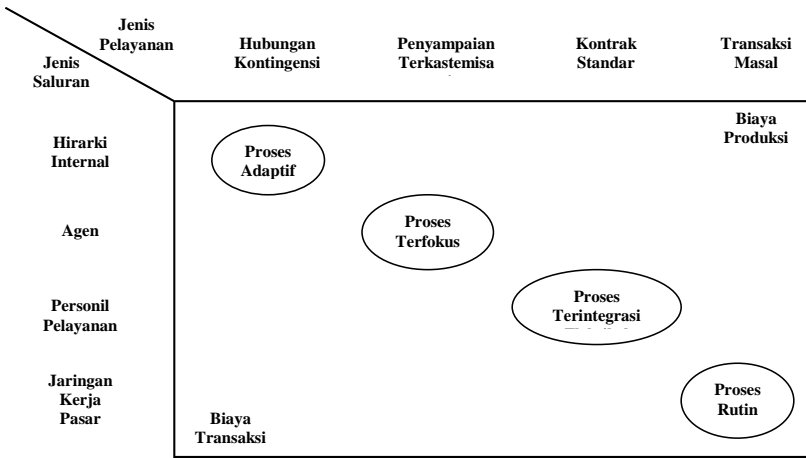 Jenis
Pelayanan
Jenis
Saluran
Hubungan
Kontingensi
Penyampaian
Terkastemisa
Kontrak
Standar
Transaksi
Masal
Biaya
Produksi
Hirarki
Internal
Proses
Adaptif
Agen
Proses
Terfokus
Personil
Pelayanan
Proses
Terintegrasi
Jaringan
Kerja
Pasar
Proses
Rutin
Biaya
Transaksi